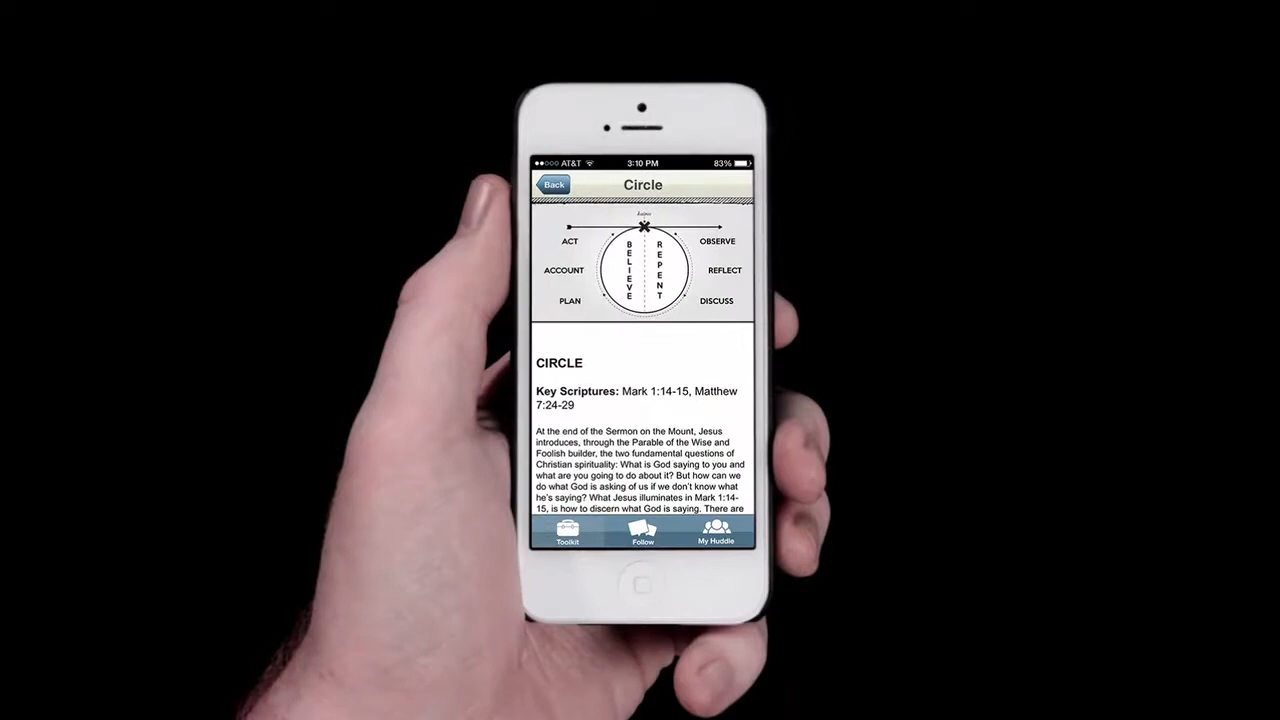 AT&T 3:10 PM 83%
Back Circle
kairos
ACT OBSERVE
ACCOUNT REFLECT
PLAN DISCUSS
BELIEVE
REPENT
CIRCLE
Key Scriptures: Mark 1:14-15, Matthew
7:24-29
At the end of the Sermon on the Mount, Jesus
introduces, through the Parable of the Wise and
Foolish builder, the two fundamental questions of
Christian spirituality: What is God saying to you and
what are you going to do about it? But how can we
do what God is asking of us if we don't know what
he's saying? What Jesus illuminates in Mark 1:14-
15, is how to discern what God is saying. There are
Toolkit Follow My Huddle